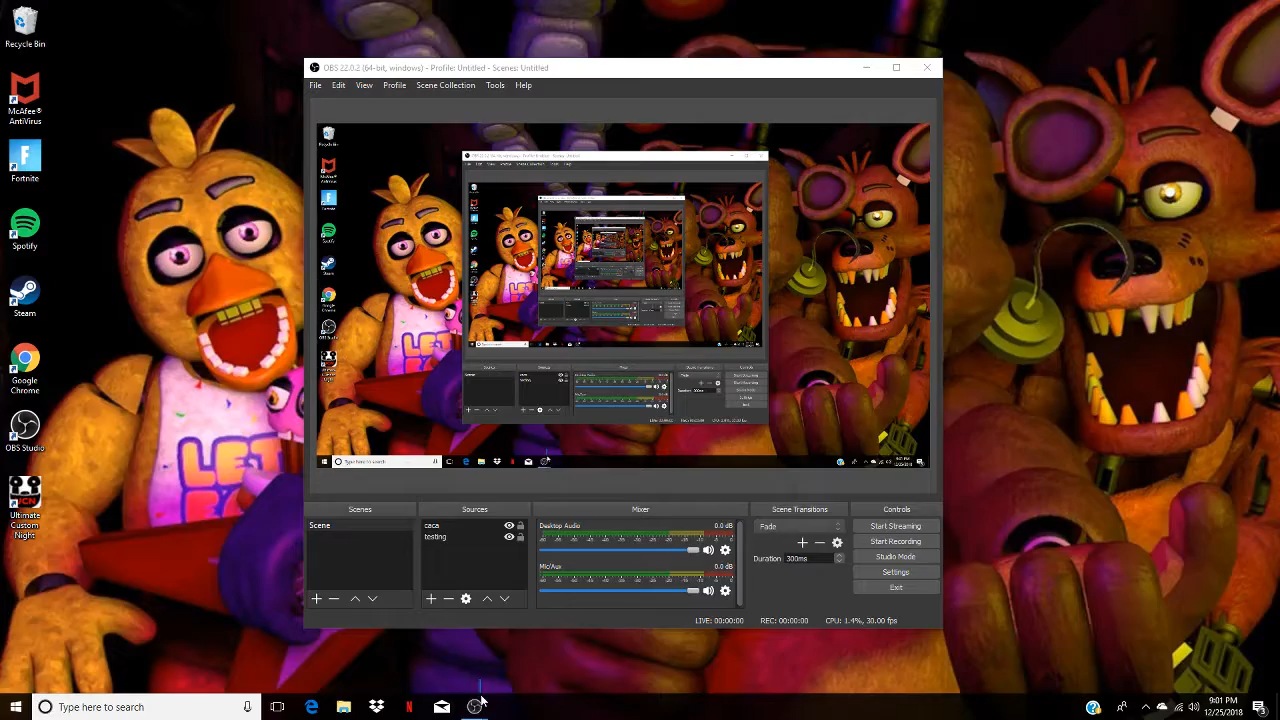 Recycle Bin
McAfee®
AntiVirus
Fortnite
Spotify
Steam
Google
Chrome
OBS Studio
UCN
Ultimate
Custom
Night
LET
OBS 22.0.2 (64-bit, windows) - Profile: Untitled - Scenes: Untitled
File Edit View Profile Scene Collection Tools Help
Scenes
Scene
Sources
caca
testing
Mixer
Desktop Audio 0.0 dB
Mic/Aux 0.0 dB
Scene Transitions
Fade
Duration 300ms
Controls
Start Streaming
Start Recording
Studio Mode
Settings
Exit
LIVE: 00:00:00 REC: 00:00:00 CPU: 1.4%, 30.00 fps
Type here to search
9:01 PM
12/25/2018